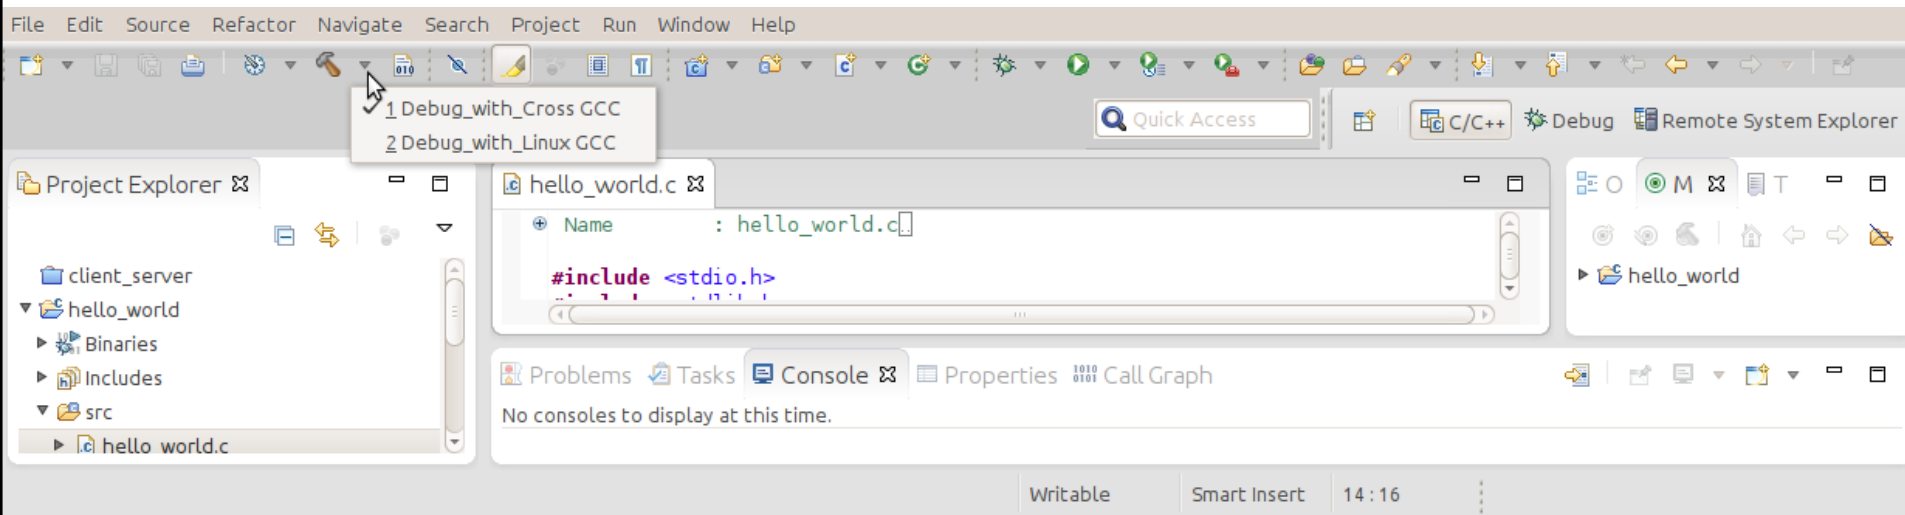 File Edit Source Refactor Navigate Search Project Run Window Help
1 Debug_with_Cross GCC
2 Debug_with_Linux GCC
Quick Access
C/C++ Debug Remote System Explorer
Project Explorer
client_server
hello_world
Binaries
Includes
src
hello_world.c
hello_world.c
Name : hello_world.c
#include <stdio.h>
O M T
hello_world
Problems Tasks Console Properties Call Graph
No consoles to display at this time.
Writable Smart Insert 14 : 16